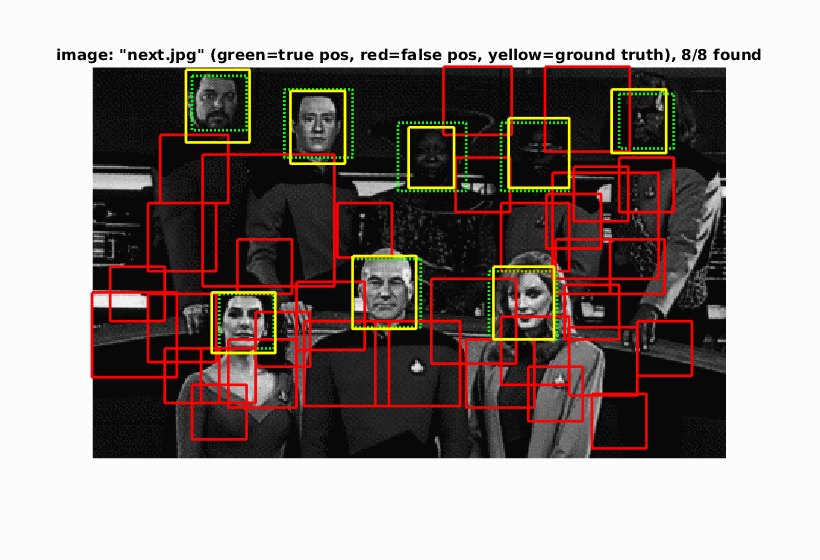 image: "next.jpg" (green=true pos, red=false pos, yellow=ground truth), 8/8 found